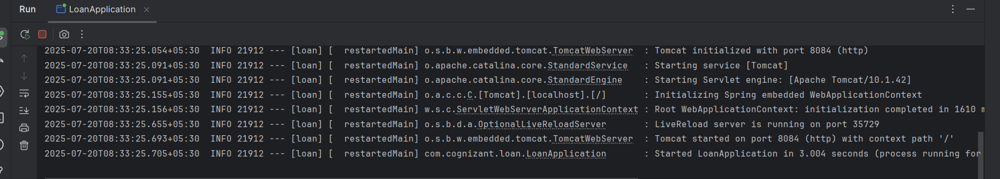 Run LoanApplication
2025-07-20T08:33:25.054+05:30  INFO 21912 --- [loan] [  restartedMain] o.s.b.w.embedded.tomcat.TomcatWebServer  : Tomcat initialized with port 8084 (http)
2025-07-20T08:33:25.091+05:30  INFO 21912 --- [loan] [  restartedMain] o.apache.catalina.core.StandardService   : Starting service [Tomcat]
2025-07-20T08:33:25.091+05:30  INFO 21912 --- [loan] [  restartedMain] o.apache.catalina.core.StandardEngine    : Starting Servlet engine: [Apache Tomcat/10.1.42]
2025-07-20T08:33:25.155+05:30  INFO 21912 --- [loan] [  restartedMain] o.a.c.c.C.[Tomcat].[localhost].[/]       : Initializing Spring embedded WebApplicationContext
2025-07-20T08:33:25.156+05:30  INFO 21912 --- [loan] [  restartedMain] w.s.c.ServletWebServerApplicationContext : Root WebApplicationContext: initialization completed in 1610 m
2025-07-20T08:33:25.655+05:30  INFO 21912 --- [loan] [  restartedMain] o.s.b.d.a.OptionalLiveReloadServer       : LiveReload server is running on port 35729
2025-07-20T08:33:25.693+05:30  INFO 21912 --- [loan] [  restartedMain] o.s.b.w.embedded.tomcat.TomcatWebServer  : Tomcat started on port 8084 (http) with context path '/'
2025-07-20T08:33:25.705+05:30  INFO 21912 --- [loan] [  restartedMain] com.cognizant.loan.LoanApplication       : Started LoanApplication in 3.004 seconds (process running for